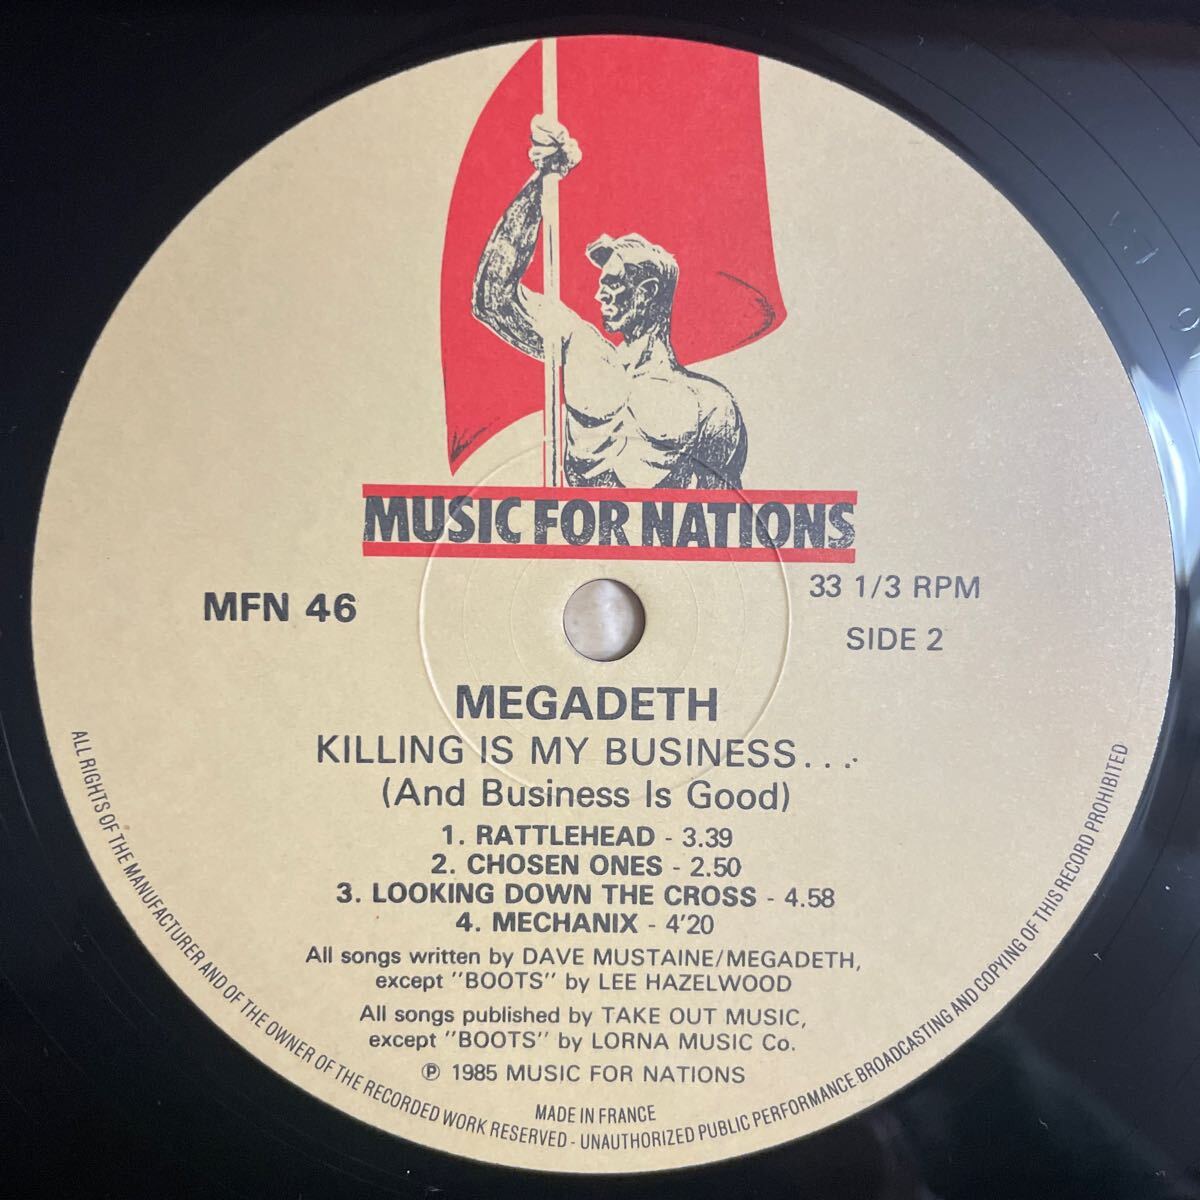 MUSIC FOR NATIONS
MFN 46
33 1/3 RPM
SIDE 2
MEGADETH
KILLING IS MY BUSINESS...
(And Business Is Good)
1. RATTLEHEAD - 3.39
2. CHOSEN ONES - 2.50
3. LOOKING DOWN THE CROSS - 4.58
4. MECHANIX - 4'20
All songs written by DAVE MUSTAINE/MEGADETH,
except "BOOTS" by LEE HAZELWOOD
All songs published by TAKE OUT MUSIC,
except "BOOTS" by LORNA MUSIC Co.
℗ 1985 MUSIC FOR NATIONS
MADE IN FRANCE
ALL RIGHTS OF THE MANUFACTURER AND OF THE OWNER OF THE RECORDED WORK RESERVED - UNAUTHORIZED PUBLIC PERFORMANCE·BROADCASTING AND COPYING OF THIS RECORD PROHIBITED